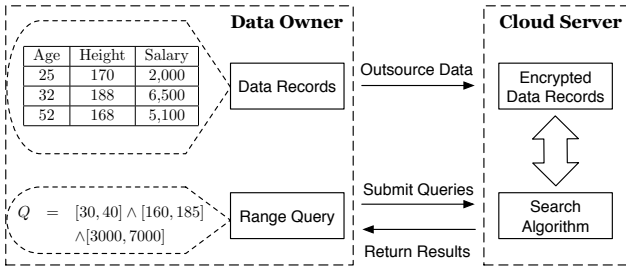 Data Owner
Age Height Salary
25 170 2,000
32 188 6,500
52 168 5,100
Data Records
Q = [30, 40] ∧ [160, 185]
∧[3000, 7000]
Range Query
Outsource Data
Submit Queries
Return Results
Cloud Server
Encrypted
Data Records
Search
Algorithm